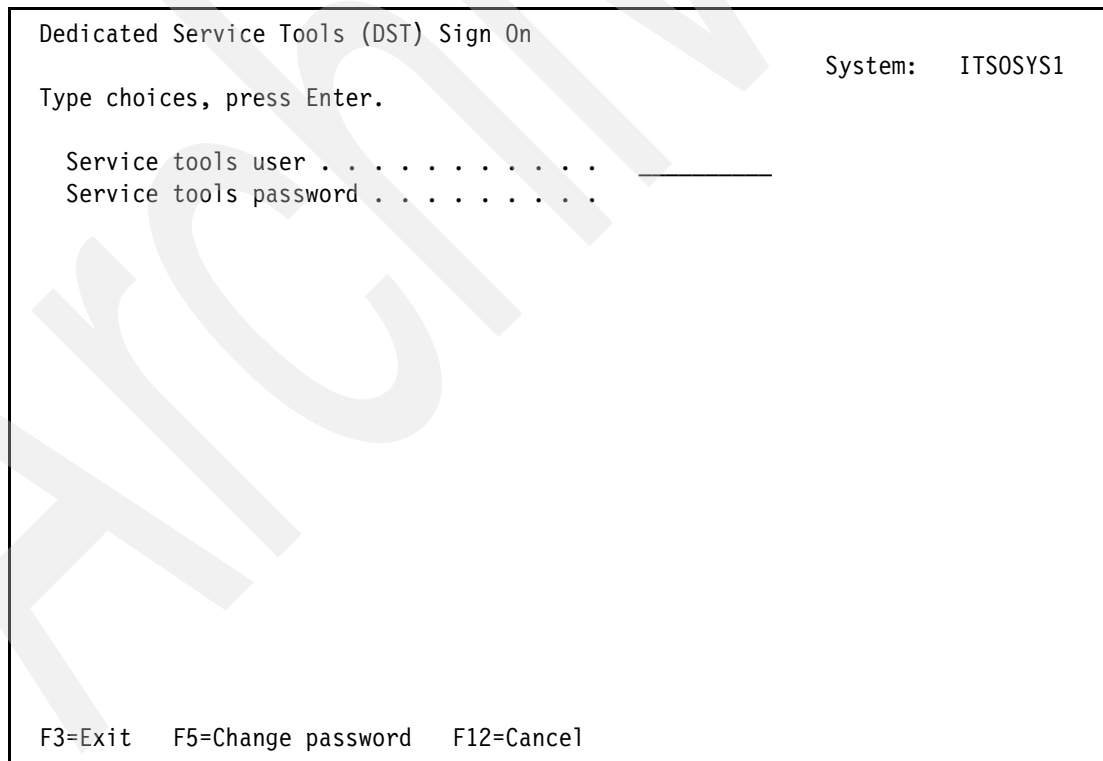 Dedicated Service Tools (DST) Sign On
System:   ITSOSYS1
Type choices, press Enter.
Service tools user . . . . . . . . . . .   __________
Service tools password . . . . . . . . .
F3=Exit   F5=Change password   F12=Cancel